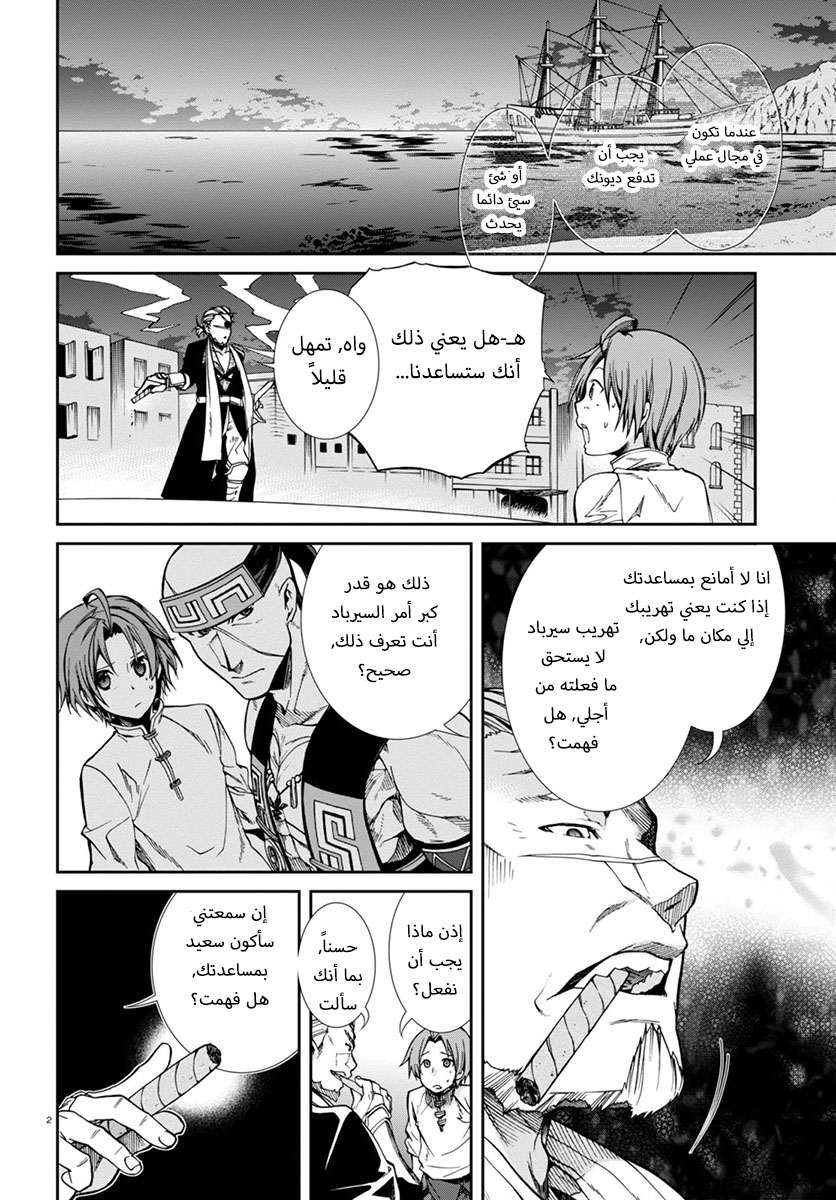 عندما تكون
في مجال عملي
يجب أن
تدفع ديونك
أو شئ
سيئ دائما
يحدث
هـ-هل يعني ذلك
أنك ستساعدنا...
واه, تمهل
قليلاً
انا لا أمانع بمساعدتك
إذا كنت يعني تهريبك
إلي مكان ما ولكن,
تهريب سيرباد
لا يستحق
ما فعلته من
أجلي, هل
فهمت؟
ذلك هو قدر
كبر أمر السيرباد
أنت تعرف ذلك,
صحيح؟
إذن ماذا
يجب أن
نفعل؟
حسناً,
بما أنك
سألت
إن سمعتني
سأكون سعيد
بمساعدتك,
هل فهمت؟
2